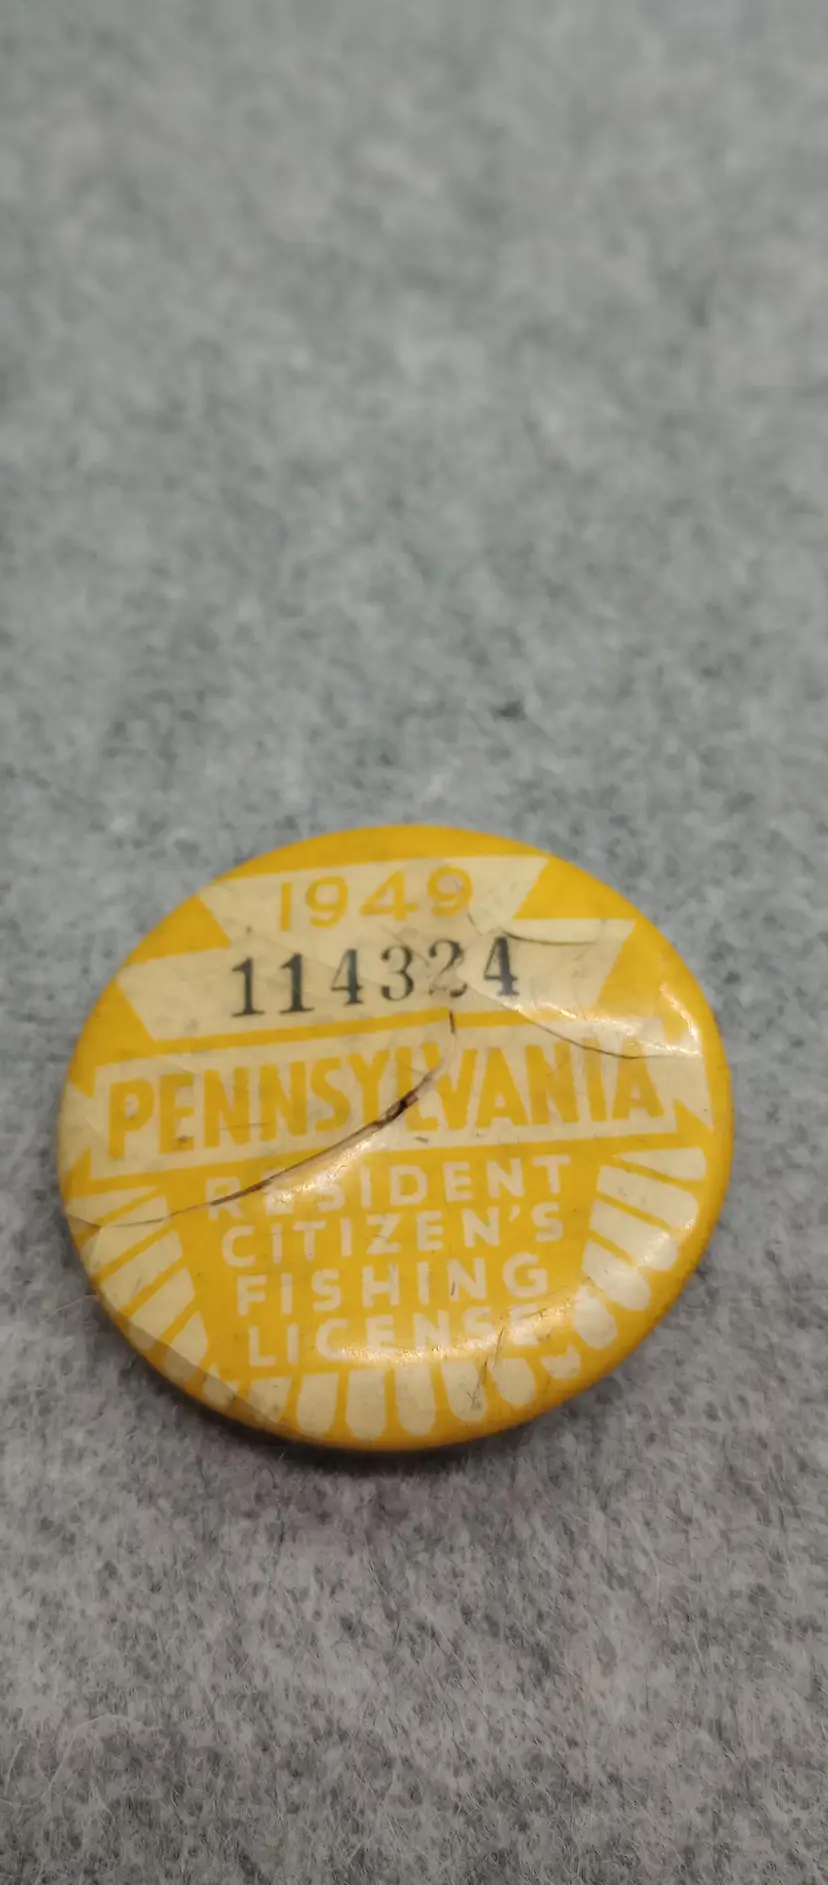 1949
114324
PENNSYLVANIA
RESIDENT
CITIZEN'S
FISHING
LICENSE